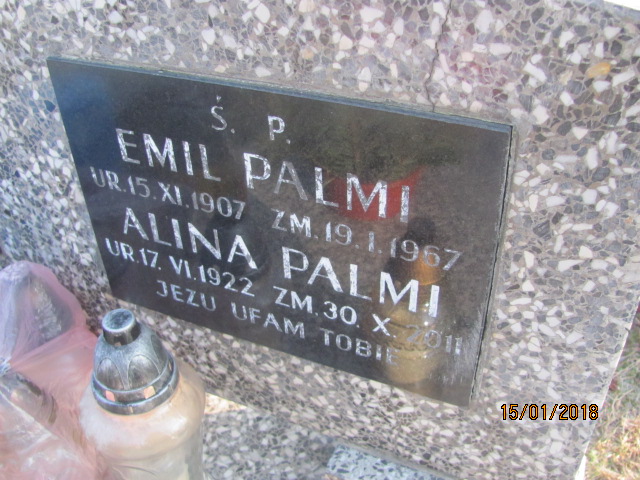 Ś. P.
EMIL PALMI
UR.15.XI.1907 ZM.19.I.1967
ALINA PALMI
UR.17.VI.1922 ZM.30.X.2011
JEZU UFAM TOBIE
15/01/2018